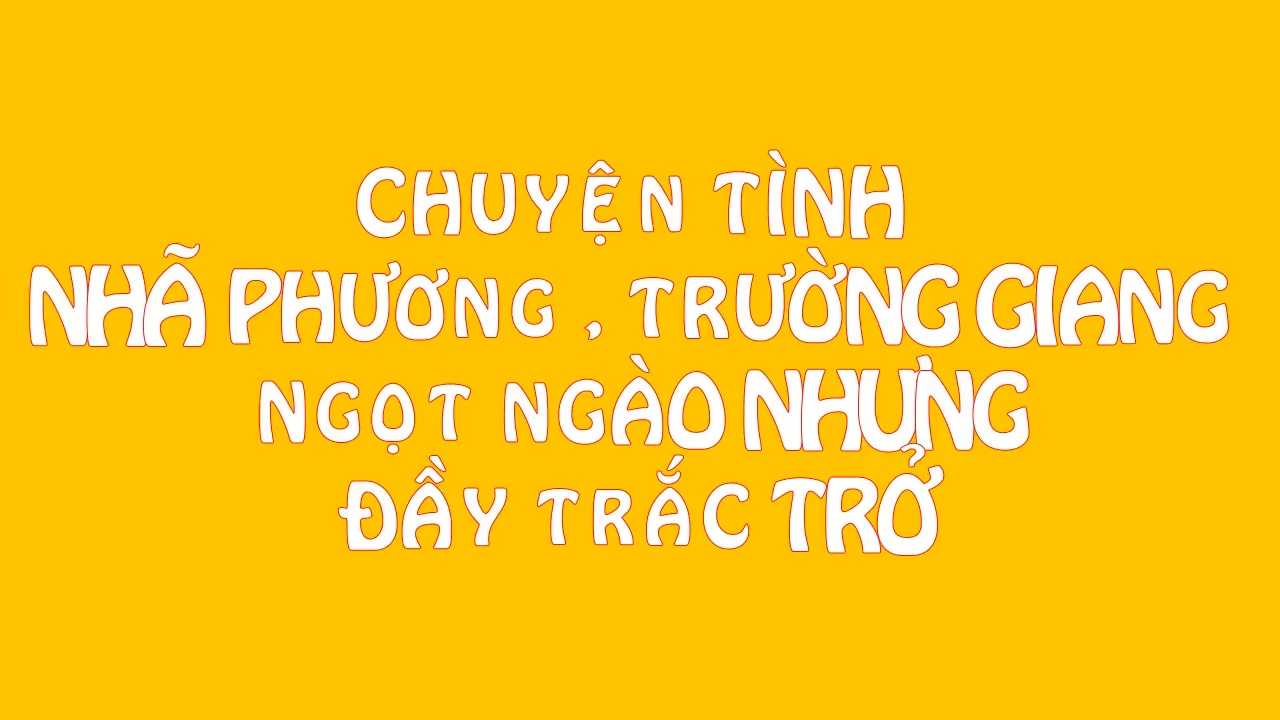 CHUYỆN TÌNH
NHÃ PHƯƠNG , TRƯỜNG GIANG
NGỌT NGÀO NHƯNG
ĐẦY TRẮC TRỞ